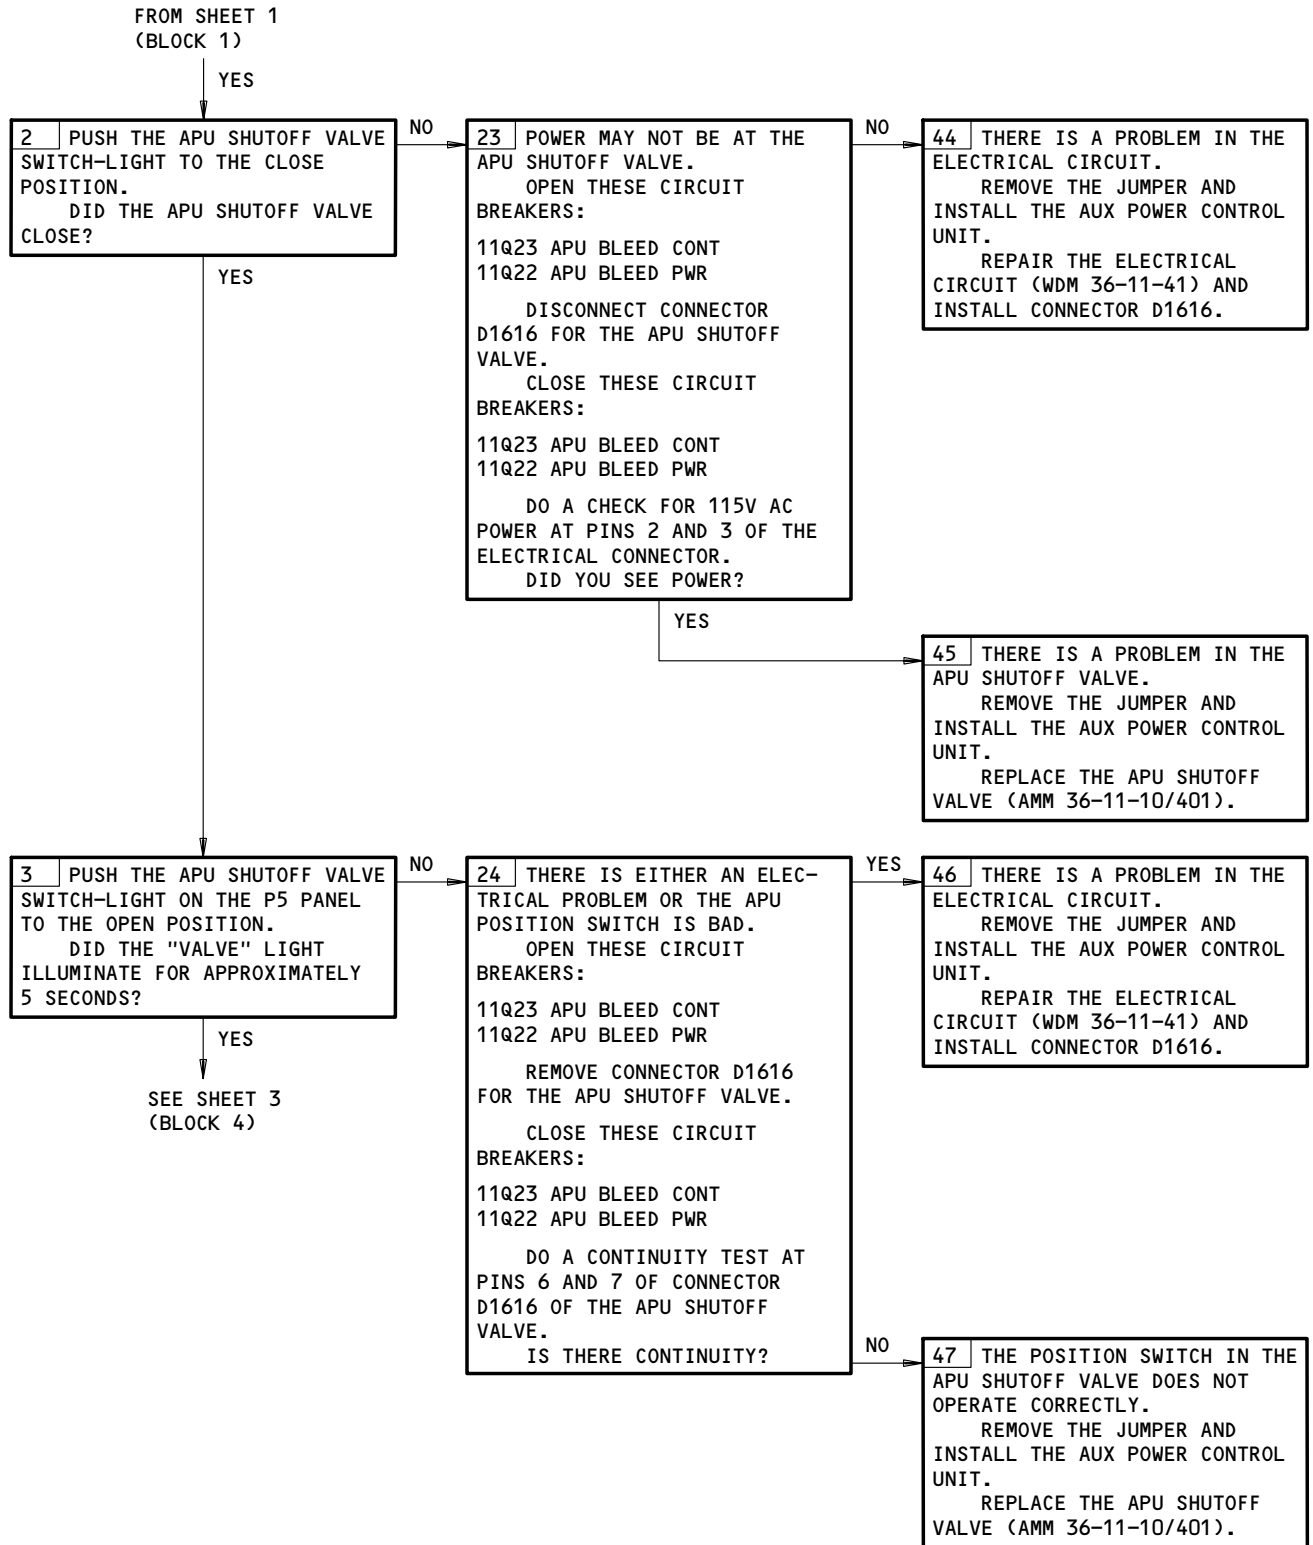 FROM SHEET 1
(BLOCK 1)
YES
2 PUSH THE APU SHUTOFF VALVE
SWITCH-LIGHT TO THE CLOSE
POSITION.
DID THE APU SHUTOFF VALVE
CLOSE?
NO
YES
23 POWER MAY NOT BE AT THE
APU SHUTOFF VALVE.
OPEN THESE CIRCUIT
BREAKERS:
11Q23 APU BLEED CONT
11Q22 APU BLEED PWR
DISCONNECT CONNECTOR
D1616 FOR THE APU SHUTOFF
VALVE.
CLOSE THESE CIRCUIT
BREAKERS:
11Q23 APU BLEED CONT
11Q22 APU BLEED PWR
DO A CHECK FOR 115V AC
POWER AT PINS 2 AND 3 OF THE
ELECTRICAL CONNECTOR.
DID YOU SEE POWER?
NO
YES
44 THERE IS A PROBLEM IN THE
ELECTRICAL CIRCUIT.
REMOVE THE JUMPER AND
INSTALL THE AUX POWER CONTROL
UNIT.
REPAIR THE ELECTRICAL
CIRCUIT (WDM 36-11-41) AND
INSTALL CONNECTOR D1616.
45 THERE IS A PROBLEM IN THE
APU SHUTOFF VALVE.
REMOVE THE JUMPER AND
INSTALL THE AUX POWER CONTROL
UNIT.
REPLACE THE APU SHUTOFF
VALVE (AMM 36-11-10/401).
3 PUSH THE APU SHUTOFF VALVE
SWITCH-LIGHT ON THE P5 PANEL
TO THE OPEN POSITION.
DID THE "VALVE" LIGHT
ILLUMINATE FOR APPROXIMATELY
5 SECONDS?
NO
YES
SEE SHEET 3
(BLOCK 4)
24 THERE IS EITHER AN ELEC-
TRICAL PROBLEM OR THE APU
POSITION SWITCH IS BAD.
OPEN THESE CIRCUIT
BREAKERS:
11Q23 APU BLEED CONT
11Q22 APU BLEED PWR
REMOVE CONNECTOR D1616
FOR THE APU SHUTOFF VALVE.
CLOSE THESE CIRCUIT
BREAKERS:
11Q23 APU BLEED CONT
11Q22 APU BLEED PWR
DO A CONTINUITY TEST AT
PINS 6 AND 7 OF CONNECTOR
D1616 OF THE APU SHUTOFF
VALVE.
IS THERE CONTINUITY?
YES
NO
46 THERE IS A PROBLEM IN THE
ELECTRICAL CIRCUIT.
REMOVE THE JUMPER AND
INSTALL THE AUX POWER CONTROL
UNIT.
REPAIR THE ELECTRICAL
CIRCUIT (WDM 36-11-41) AND
INSTALL CONNECTOR D1616.
47 THE POSITION SWITCH IN THE
APU SHUTOFF VALVE DOES NOT
OPERATE CORRECTLY.
REMOVE THE JUMPER AND
INSTALL THE AUX POWER CONTROL
UNIT.
REPLACE THE APU SHUTOFF
VALVE (AMM 36-11-10/401).